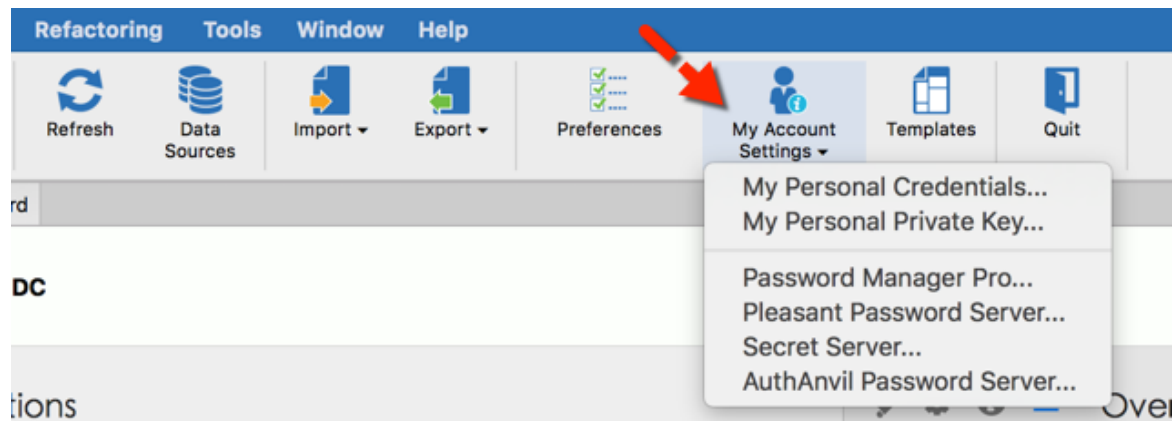 Refactoring Tools Window Help
Refresh
Data
Sources
Import
Export
Preferences
My Account
Settings
Templates
Quit
My Personal Credentials...
My Personal Private Key...
rd
DC
Password Manager Pro...
Pleasant Password Server...
Secret Server...
AuthAnvil Password Server...
tions
Over